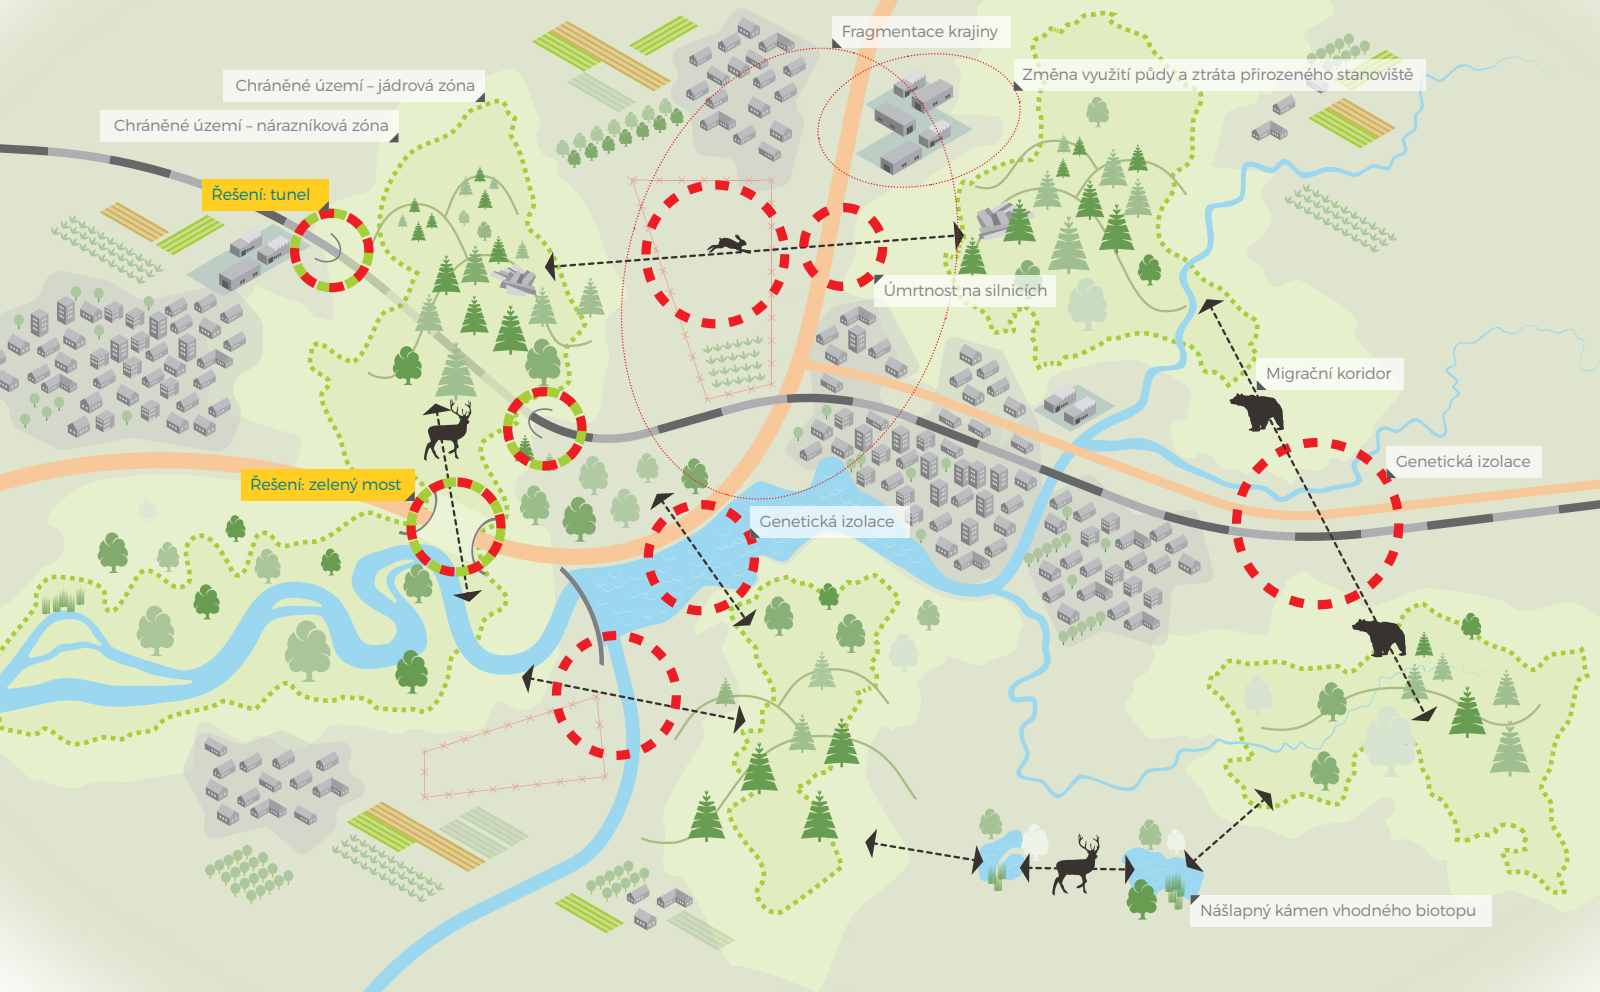 Fragmentace krajiny
Změna využití půdy a ztráta přirozeného stanoviště
Chráněné území – jádrová zóna
Chráněné území – nárazníková zóna
Řešení: tunel
Úmrtnost na silnicích
Migrační koridor
Genetická izolace
Řešení: zelený most
Genetická izolace
Nášlapný kámen vhodného biotopu